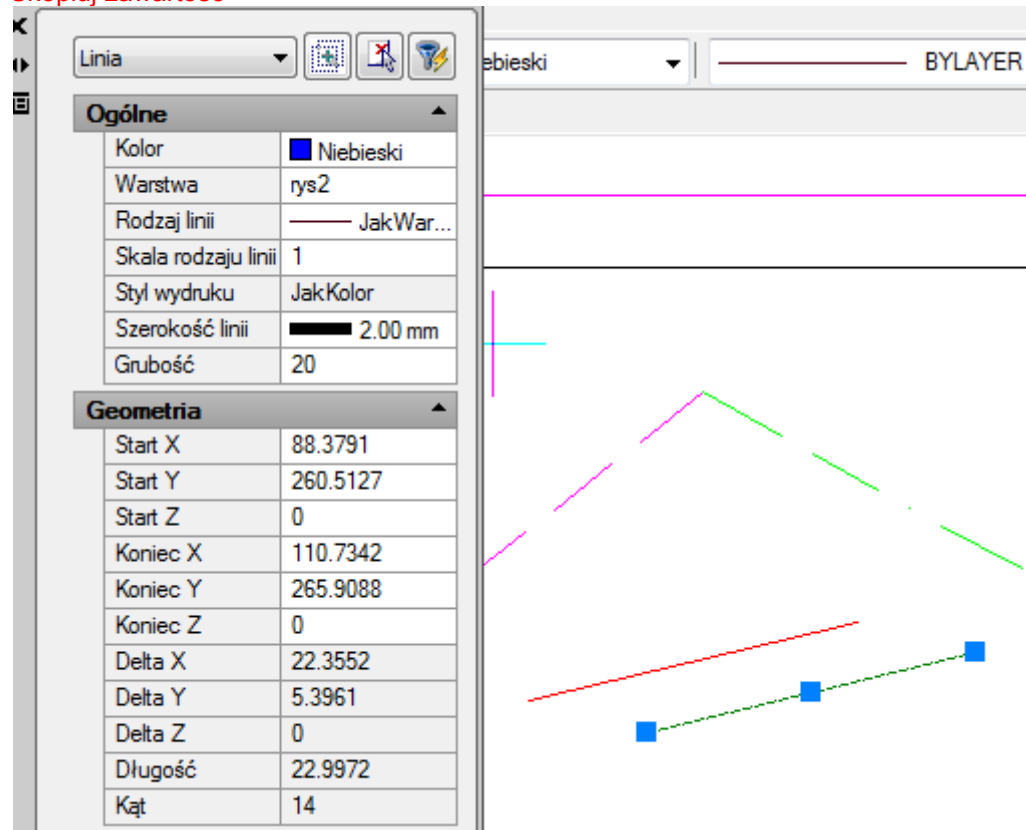 Linia
ebieski
BYLAYER
Ogólne
Kolor Niebieski
Warstwa rys2
Rodzaj linii JakWar...
Skala rodzaju linii 1
Styl wydruku JakKolor
Szerokość linii 2.00 mm
Grubość 20
Geometria
Start X 88.3791
Start Y 260.5127
Start Z 0
Koniec X 110.7342
Koniec Y 265.9088
Koniec Z 0
Delta X 22.3552
Delta Y 5.3961
Delta Z 0
Długość 22.9972
Kąt 14